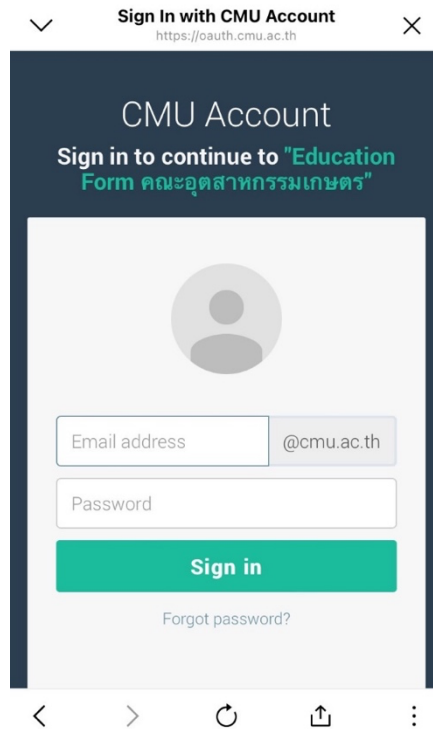 Sign In with CMU Account
https://oauth.cmu.ac.th
CMU Account
Sign in to continue to "Education
Form คณะอุตสาหกรรมเกษตร"
Email address @cmu.ac.th
Password
Sign in
Forgot password?